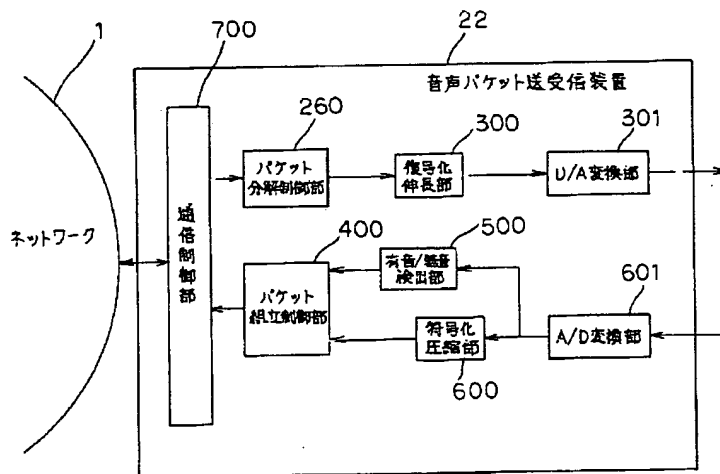 1
700
22
音声パケット送受信装置
260
300
301
パケット
分解制御部
復号化
伸長部
D/A変換部
ネットワーク
通信制御部
400
500
601
有音/無音
検出部
パケット
組立制御部
符号化
圧縮部
A/D変換部
600